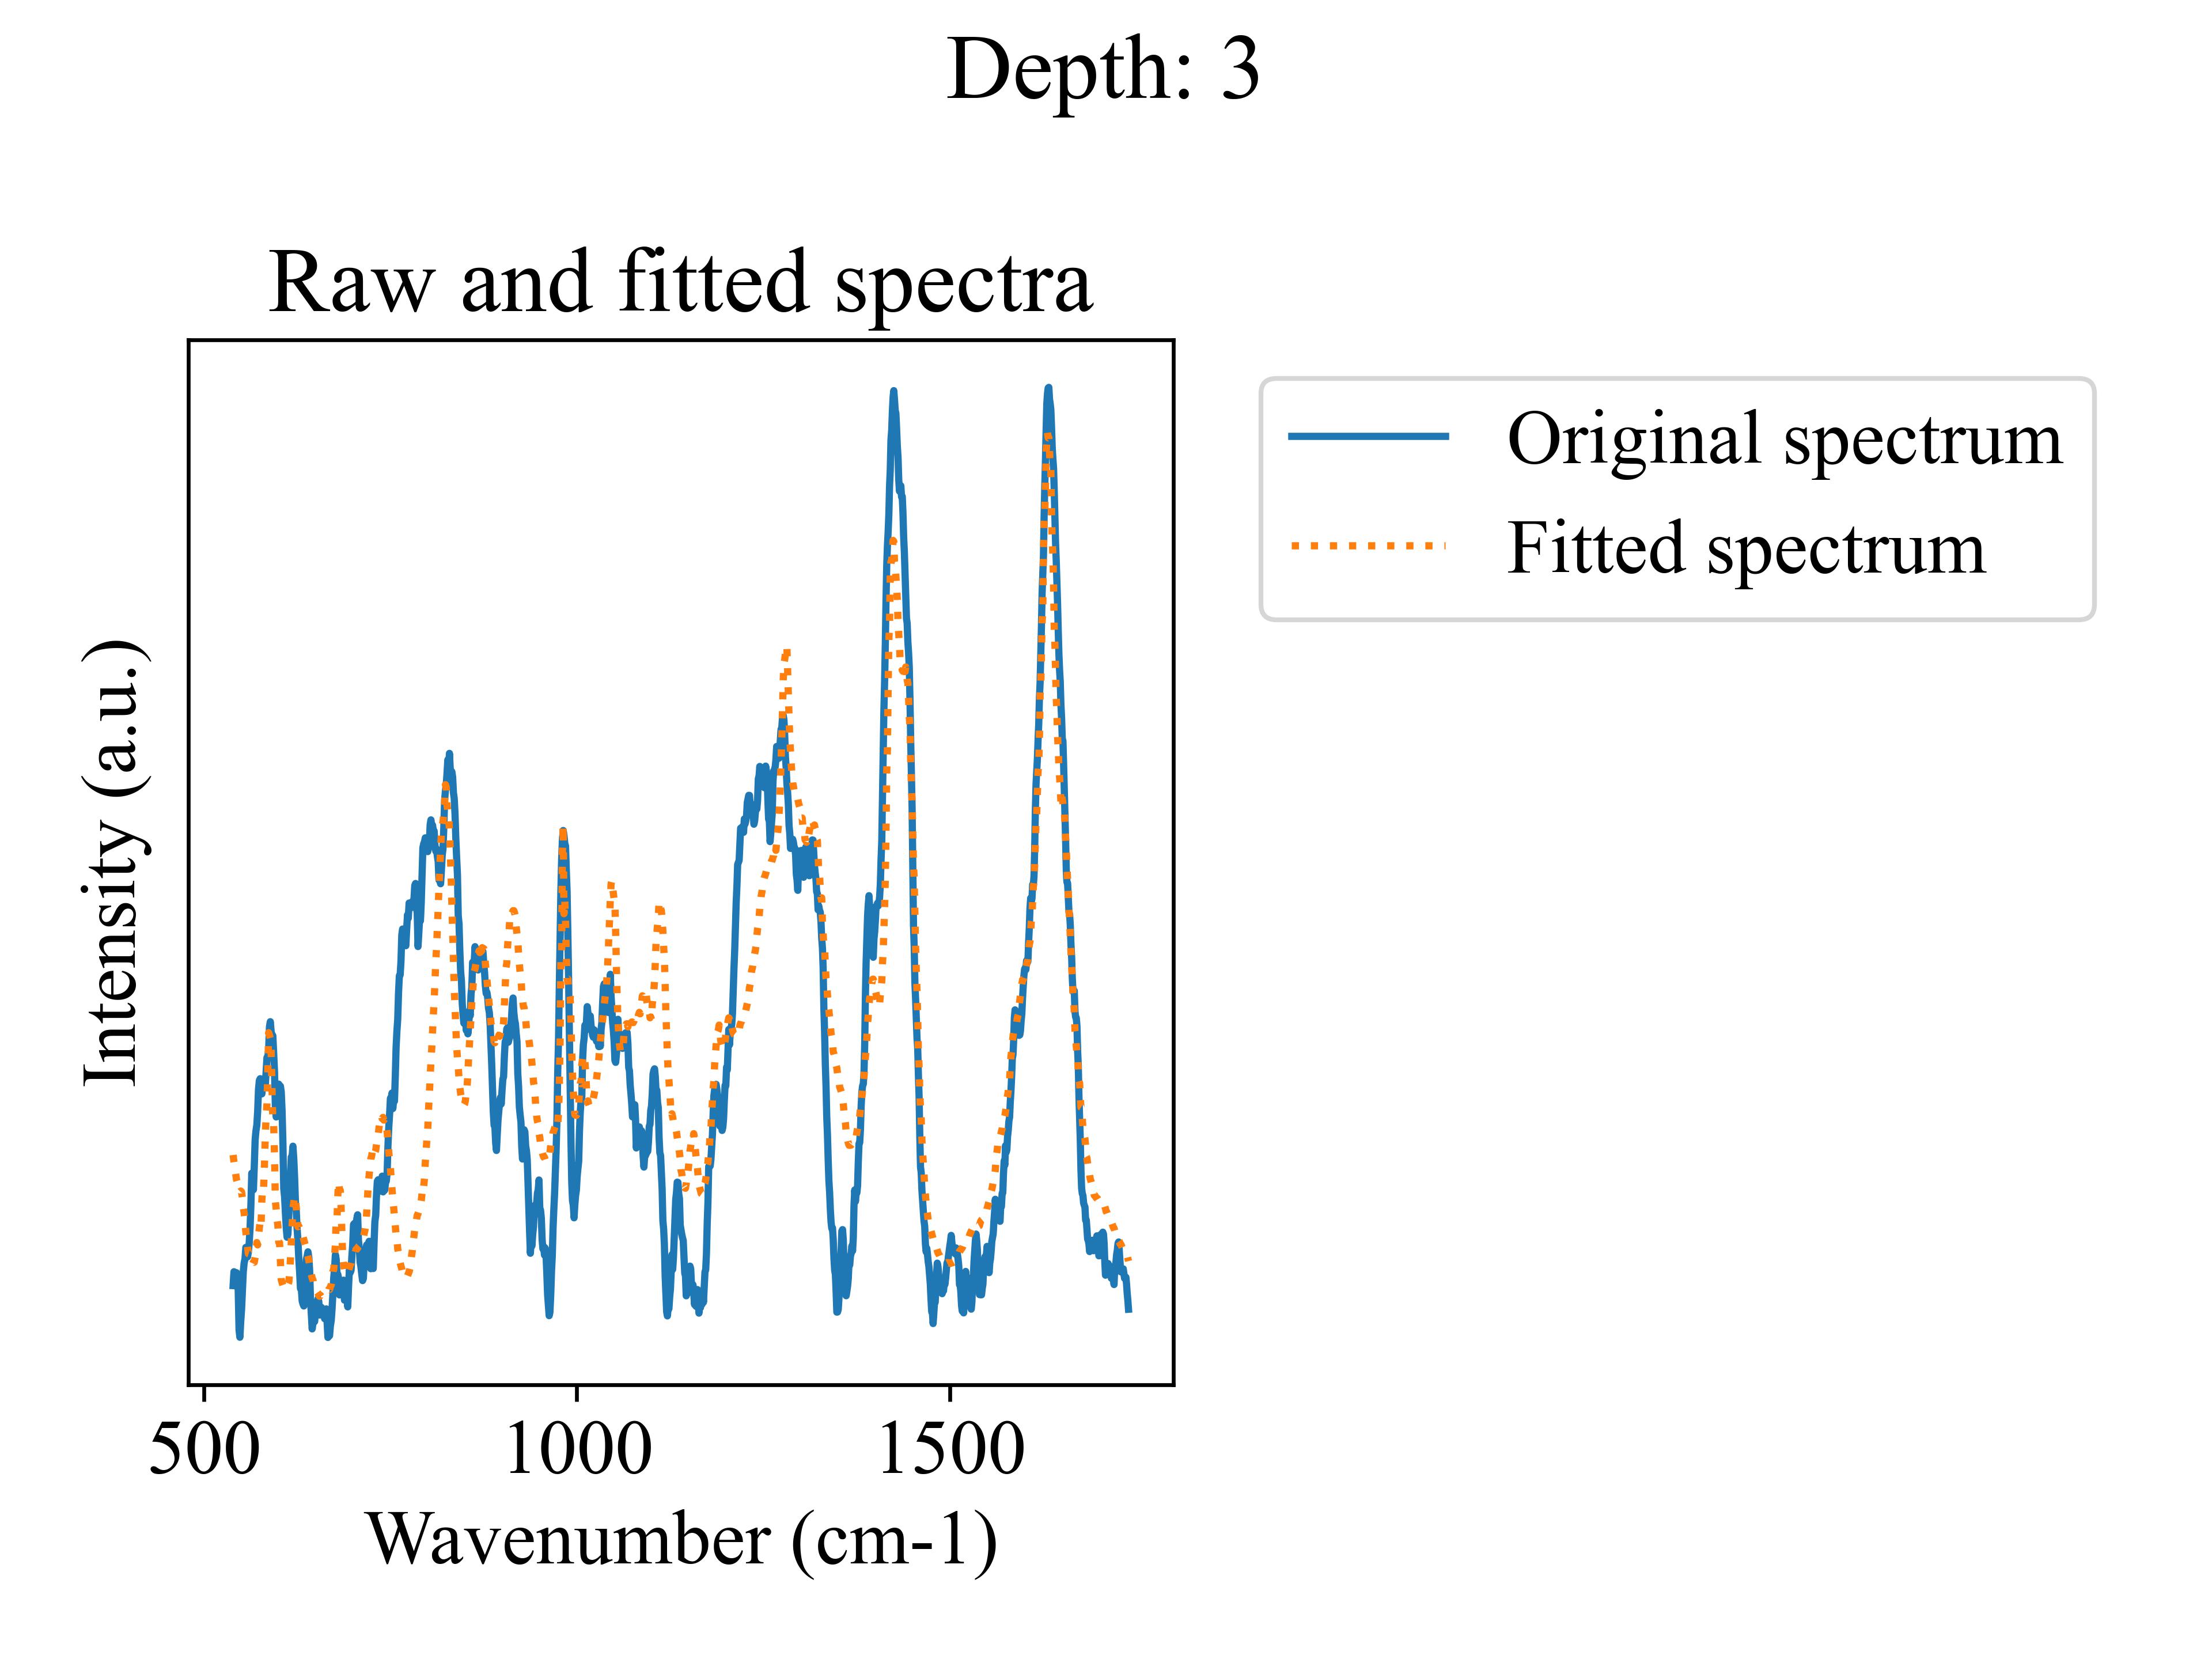 Depth: 3
Raw and fitted spectra
Original spectrum
Fitted spectrum
Intensity (a.u.)
500 1000 1500
Wavenumber (cm-1)